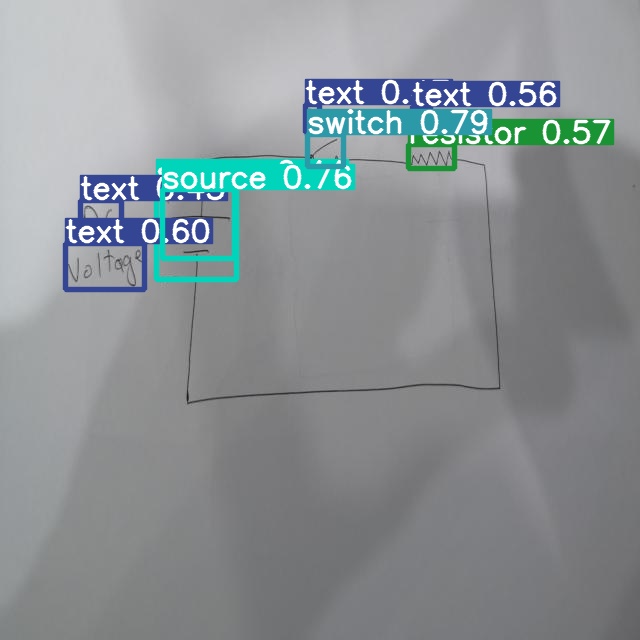 text 0.56
switch 0.79
resistor 0.57
source 0.76
text 0.60
Voltage